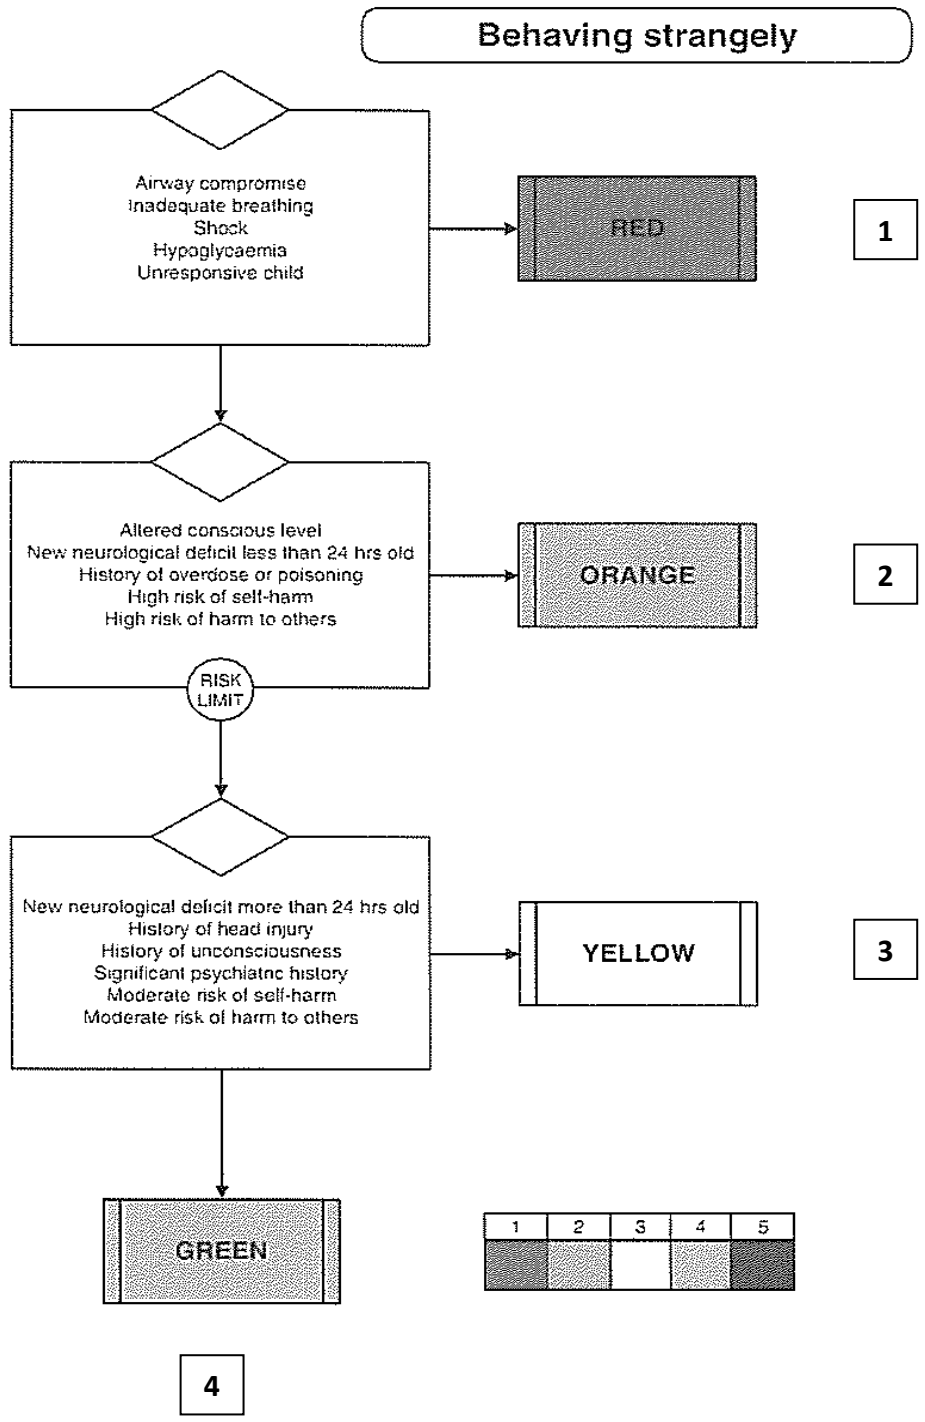 Behaving strangely
Airway compromise
Inadequate breathing
Shock
Hypoglycaemia
Unresponsive child
RED
1
Altered conscious level
New neurological deficit less than 24 hrs old
History of overdose or poisoning
High risk of self-harm
High risk of harm to others
ORANGE
2
RISK
LIMIT
New neurological deficit more than 24 hrs old
History of head injury
History of unconsciousness
Significant psychiatric history
Moderate risk of self-harm
Moderate risk of harm to others
YELLOW
3
GREEN
1 2 3 4 5
4